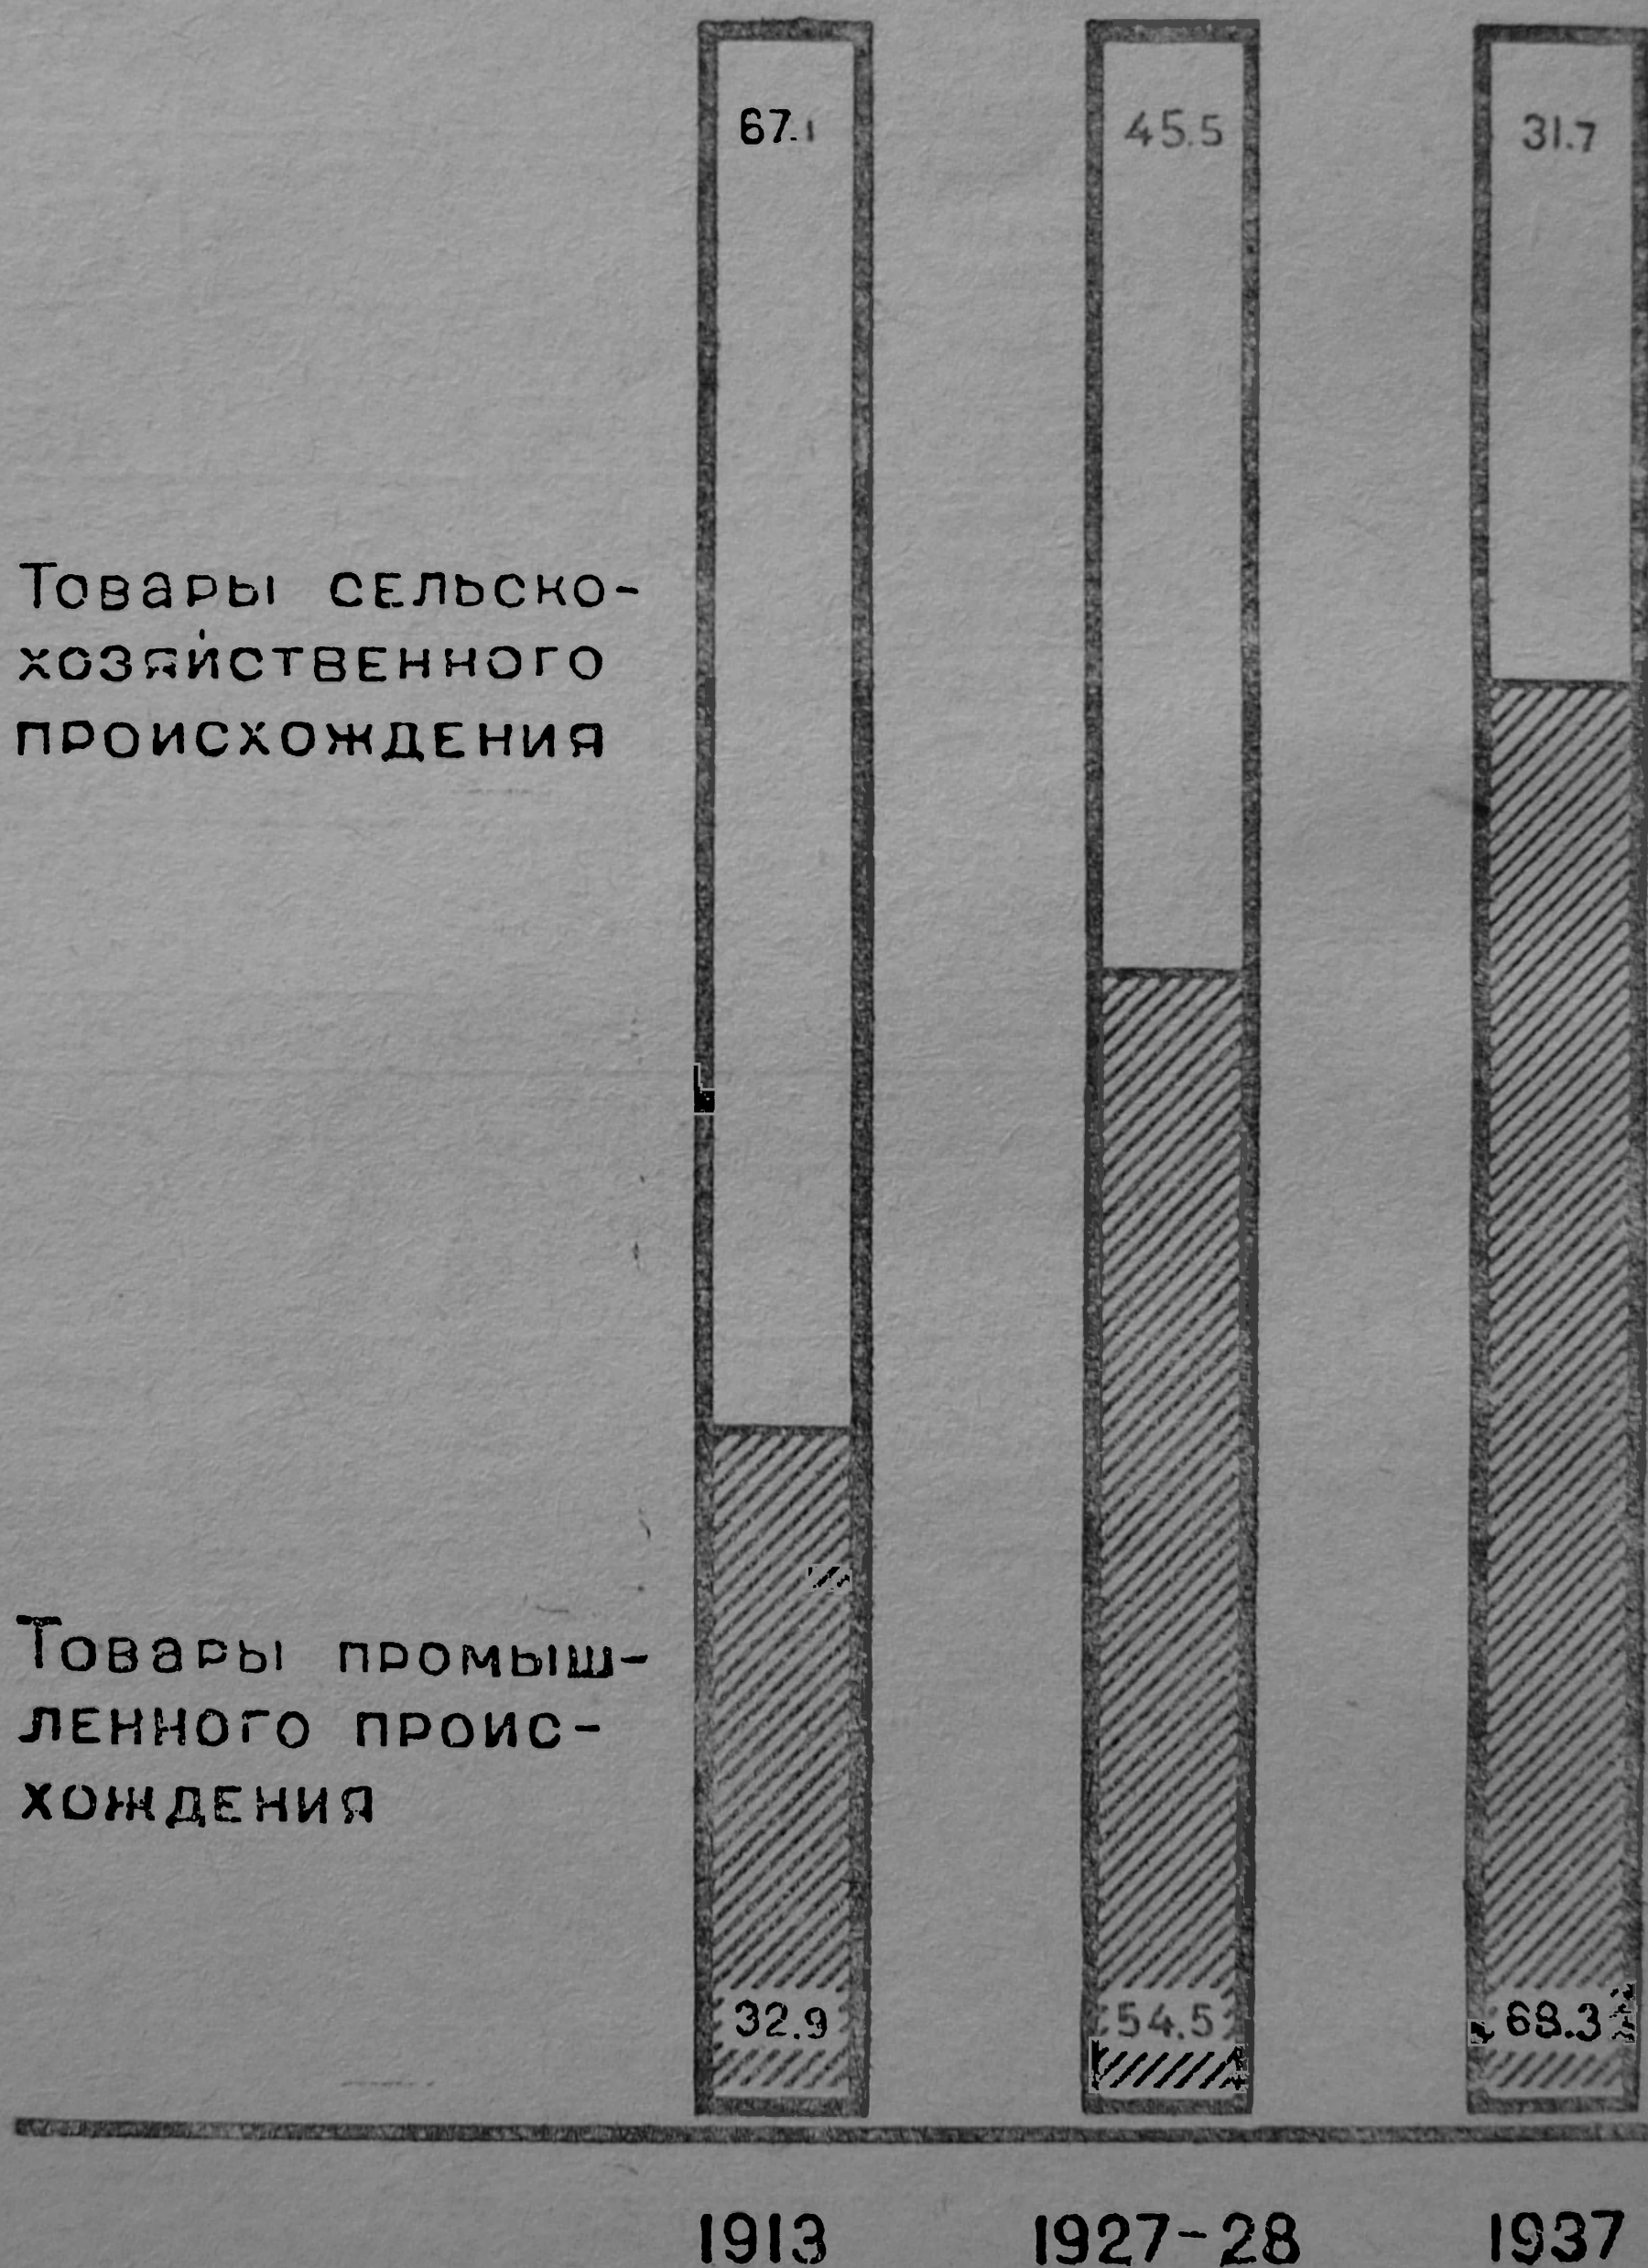 67.1 45.5 31.7
Товары сельско-
хозяйственного
происхождения
Товары промыш-
ленного проис-
хождения
32.9 54.5 68.3
1913 1927-28 1937